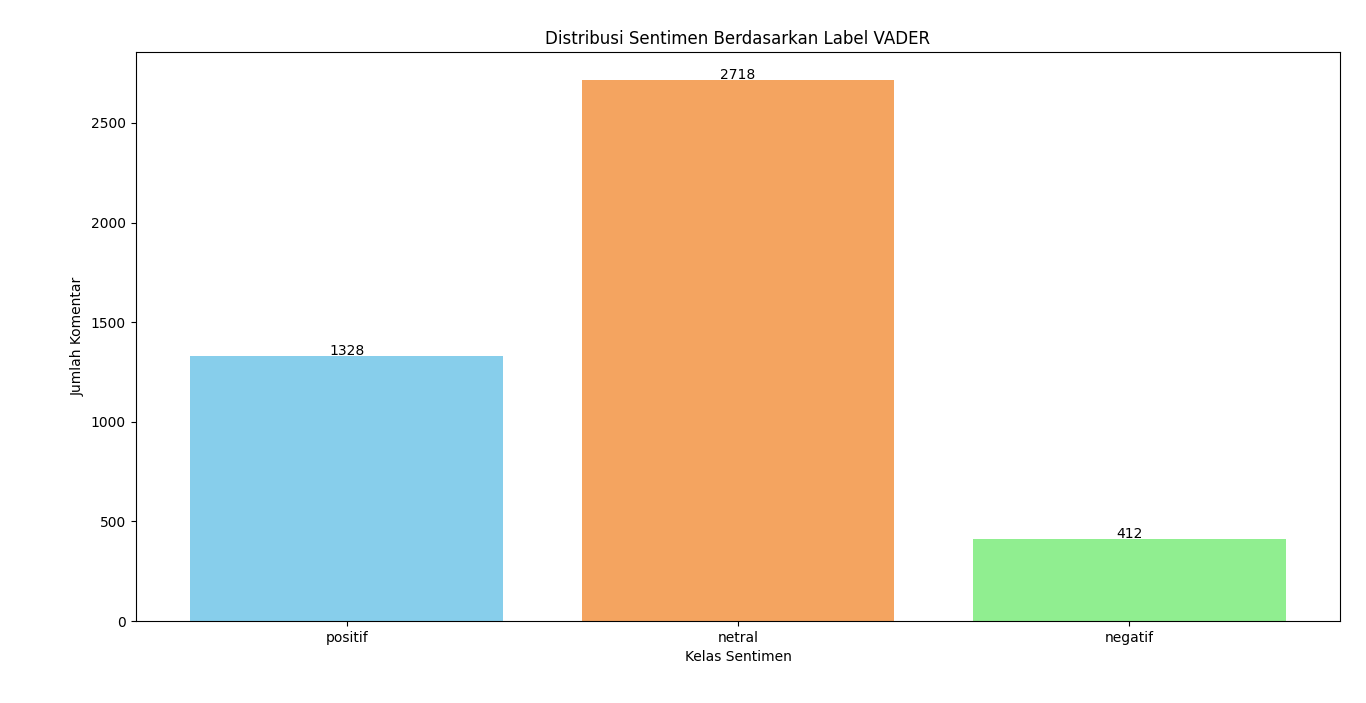 Distribusi Sentimen Berdasarkan Label VADER
2718
2500
2000
1500
1328
1000
500
412
0
Jumlah Komentar
positif
netral
negatif
Kelas Sentimen